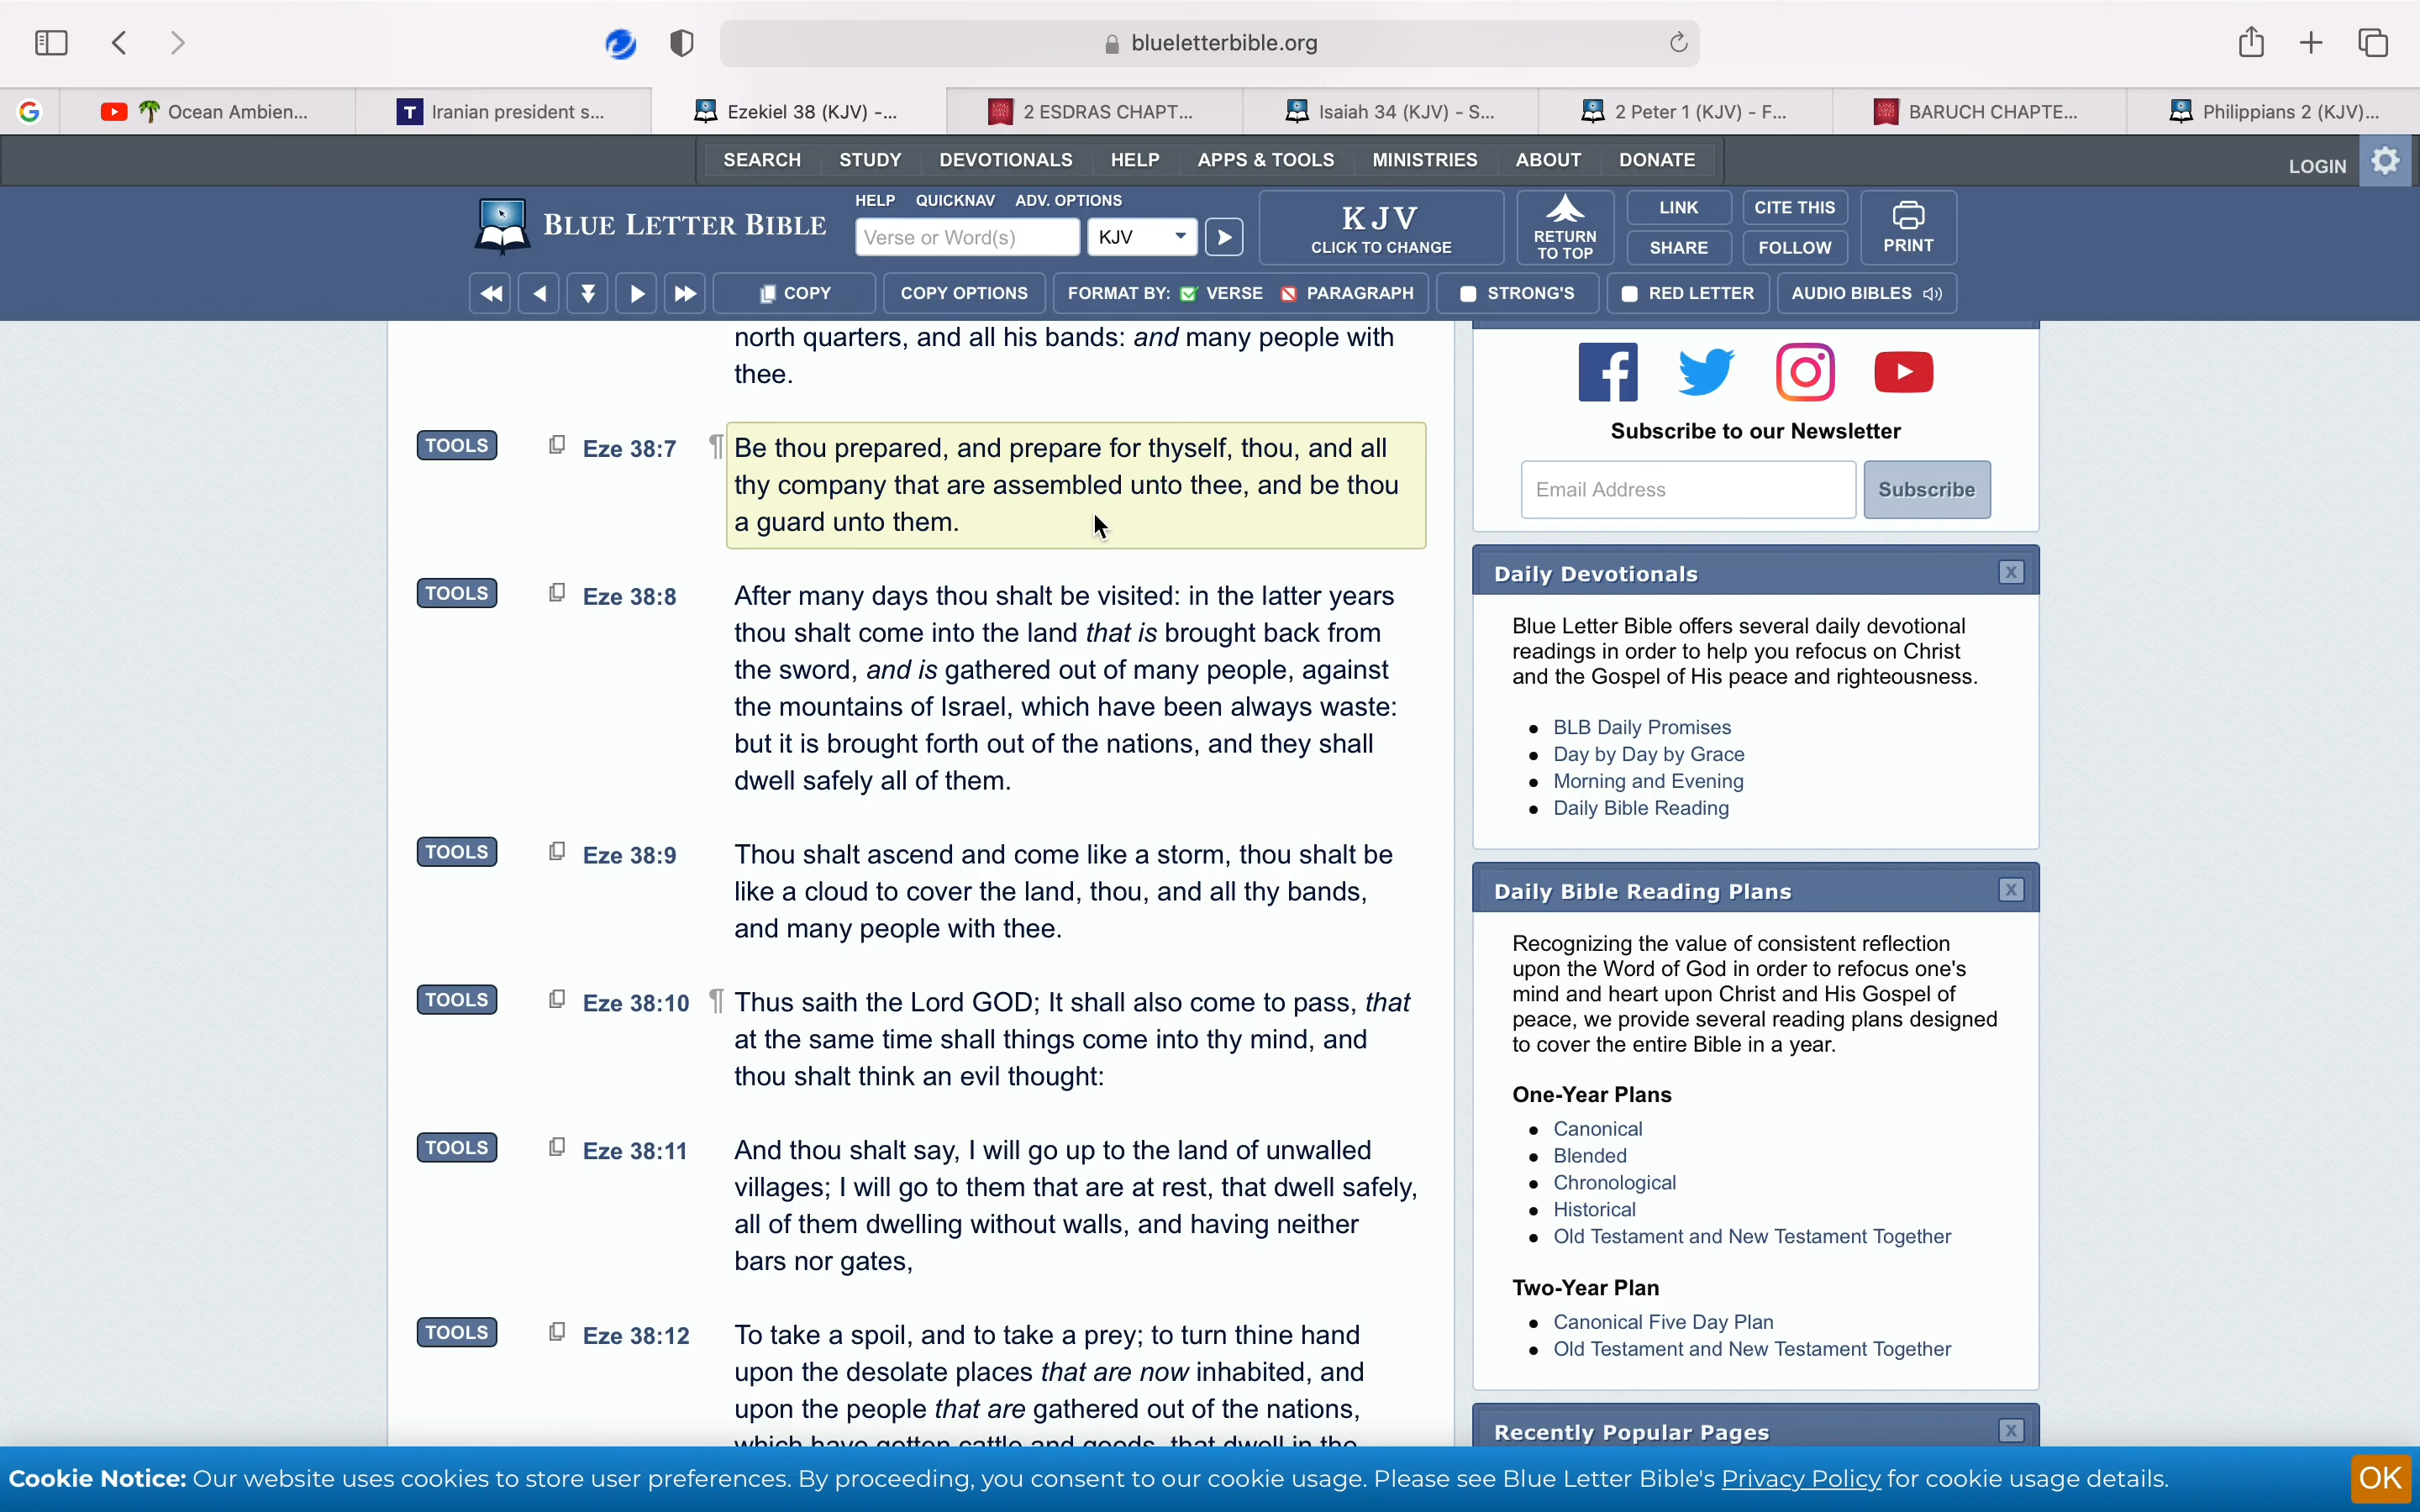 blueletterbible.org
Ocean Ambien...
Iranian president s...
Ezekiel 38 (KJV) -...
2 ESDRAS CHAPT...
Isaiah 34 (KJV) - S...
2 Peter 1 (KJV) - F...
BARUCH CHAPTE...
Philippians 2 (KJV)...
SEARCH STUDY DEVOTIONALS HELP APPS & TOOLS MINISTRIES ABOUT DONATE
LOGIN
BLUE LETTER BIBLE
HELP QUICKNAV ADV. OPTIONS
Verse or Word(s)
KJV
KJV
CLICK TO CHANGE
RETURN
TO TOP
LINK
CITE THIS
SHARE
FOLLOW
PRINT
COPY
COPY OPTIONS
FORMAT BY: VERSE PARAGRAPH
STRONG'S
RED LETTER
AUDIO BIBLES
north quarters, and all his bands: and many people with
thee.
TOOLS Eze 38:7 ¶ Be thou prepared, and prepare for thyself, thou, and all
thy company that are assembled unto thee, and be thou
a guard unto them.
TOOLS Eze 38:8 After many days thou shalt be visited: in the latter years
thou shalt come into the land that is brought back from
the sword, and is gathered out of many people, against
the mountains of Israel, which have been always waste:
but it is brought forth out of the nations, and they shall
dwell safely all of them.
TOOLS Eze 38:9 Thou shalt ascend and come like a storm, thou shalt be
like a cloud to cover the land, thou, and all thy bands,
and many people with thee.
TOOLS Eze 38:10 ¶ Thus saith the Lord GOD; It shall also come to pass, that
at the same time shall things come into thy mind, and
thou shalt think an evil thought:
TOOLS Eze 38:11 And thou shalt say, I will go up to the land of unwalled
villages; I will go to them that are at rest, that dwell safely,
all of them dwelling without walls, and having neither
bars nor gates,
TOOLS Eze 38:12 To take a spoil, and to take a prey; to turn thine hand
upon the desolate places that are now inhabited, and
upon the people that are gathered out of the nations,
which have gotten cattle and goods, that dwell in the
Subscribe to our Newsletter
Email Address
Subscribe
Daily Devotionals X
Blue Letter Bible offers several daily devotional
readings in order to help you refocus on Christ
and the Gospel of His peace and righteousness.
BLB Daily Promises
Day by Day by Grace
Morning and Evening
Daily Bible Reading
Daily Bible Reading Plans X
Recognizing the value of consistent reflection
upon the Word of God in order to refocus one's
mind and heart upon Christ and His Gospel of
peace, we provide several reading plans designed
to cover the entire Bible in a year.
One-Year Plans
Canonical
Blended
Chronological
Historical
Old Testament and New Testament Together
Two-Year Plan
Canonical Five Day Plan
Old Testament and New Testament Together
Recently Popular Pages X
Cookie Notice: Our website uses cookies to store user preferences. By proceeding, you consent to our cookie usage. Please see Blue Letter Bible's Privacy Policy for cookie usage details.
OK